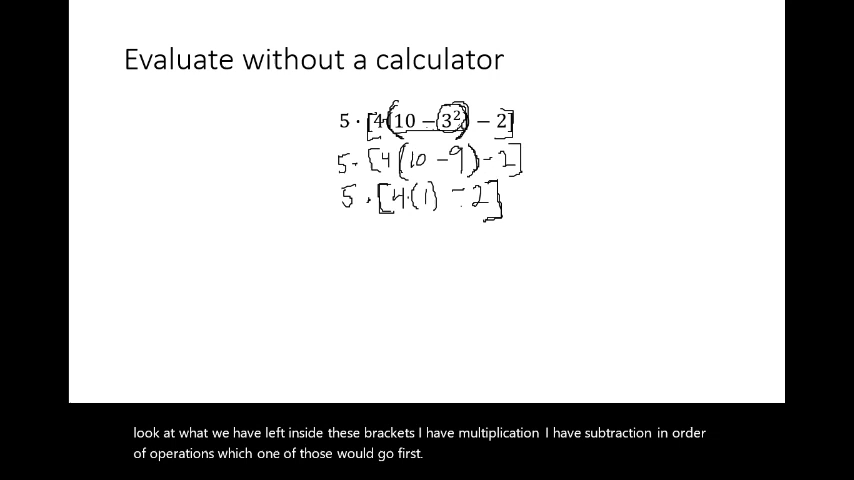 Evaluate without a calculator
5 · [4(10 − 3²) − 2]
5 · [4(10 − 9) − 2]
5 · [4·(1) − 2]
look at what we have left inside these brackets I have multiplication I have subtraction in order
of operations which one of those would go first.